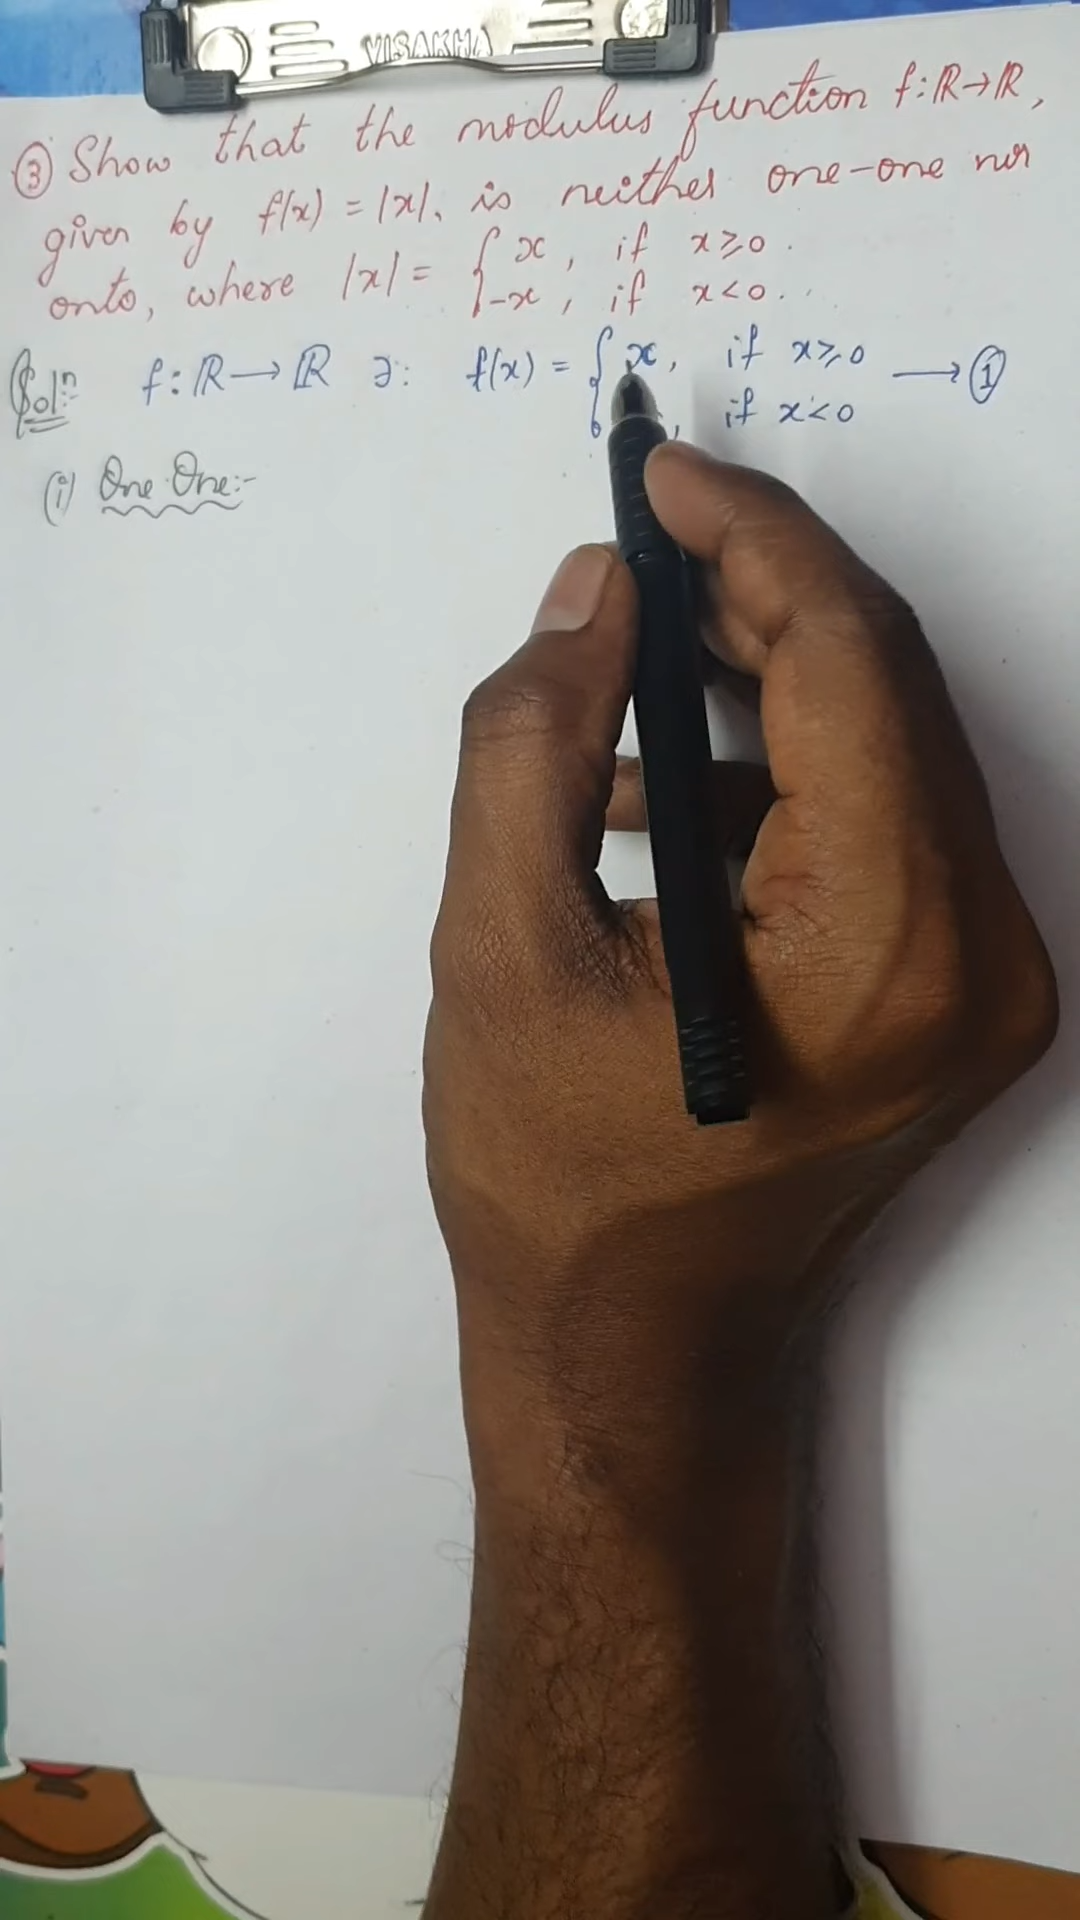 VISAKHA
③ Show that the modulus function f:ℝ→ℝ,
given by f(x) = |x|, is neither one-one nor
onto, where |x| = { x, if x≥0.
-x, if x<0.
Solⁿ:- f:ℝ→ℝ ∋: f(x) = { x, if x≥0 → ①
, if x<0
(i) One One:-